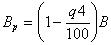 B_p = (1 - q4/100) B